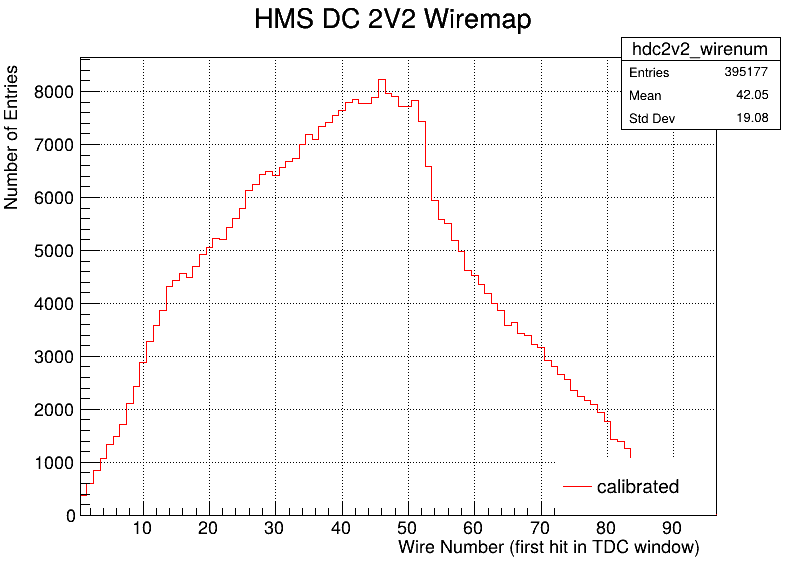 HMS DC 2V2 Wiremap
hdc2v2_wirenum
Entries 395177
Mean 42.05
Std Dev 19.08
Number of Entries
8000
7000
6000
5000
4000
3000
2000
1000
0
calibrated
10 20 30 40 50 60 70 80 90
Wire Number (first hit in TDC window)